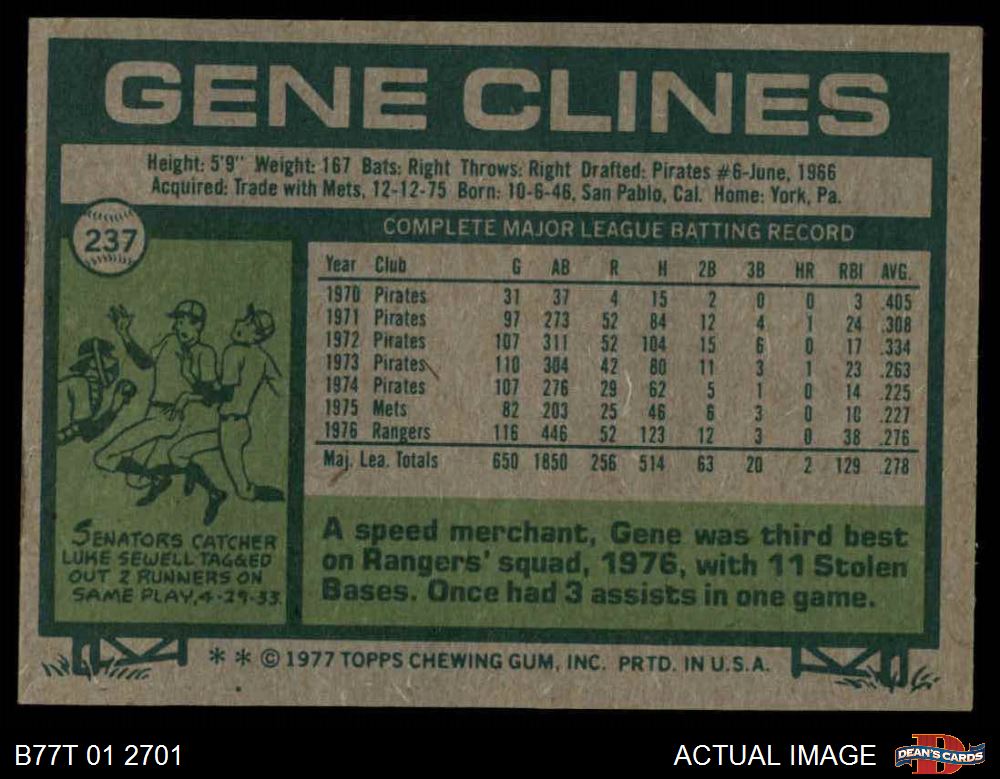 GENE CLINES
Height: 5'9" Weight: 167 Bats: Right Throws: Right Drafted: Pirates #6-June, 1966
Acquired: Trade with Mets, 12-12-75 Born: 10-6-46, San Pablo, Cal. Home: York, Pa.
237
COMPLETE MAJOR LEAGUE BATTING RECORD
Year Club G AB R H 2B 3B HR RBI AVG.
1970 Pirates 31 37 4 15 2 0 0 3 .405
1971 Pirates 97 273 52 84 12 4 1 24 .308
1972 Pirates 107 311 52 104 15 6 0 17 .334
1973 Pirates 110 304 42 80 11 3 1 23 .263
1974 Pirates 107 276 29 62 5 1 0 14 .225
1975 Mets 82 203 25 46 6 3 0 10 .227
1976 Rangers 116 446 52 123 12 3 0 38 .276
Maj. Lea. Totals 650 1850 256 514 63 20 2 129 .278
SENATORS CATCHER
LUKE SEWELL TAGGED
OUT 2 RUNNERS ON
SAME PLAY, 4-29-33.
A speed merchant, Gene was third best
on Rangers' squad, 1976, with 11 Stolen
Bases. Once had 3 assists in one game.
* * © 1977 TOPPS CHEWING GUM, INC. PRTD. IN U.S.A.
B77T 01 2701
ACTUAL IMAGE
D
DEAN'S CARDS